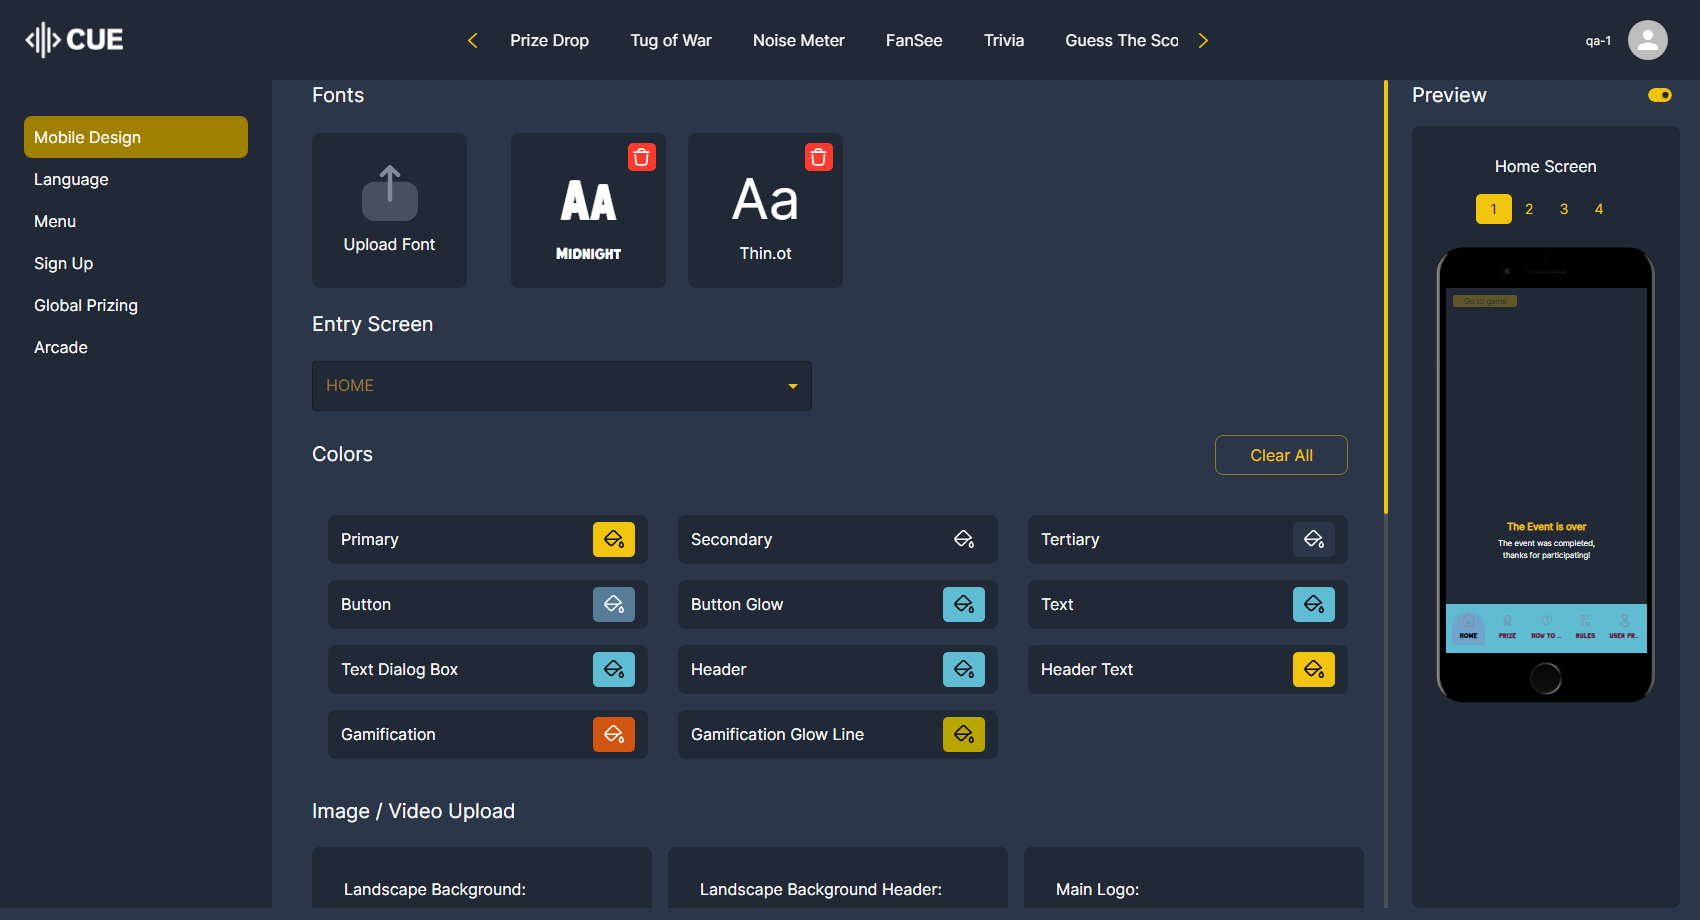 CUE
Prize Drop
Tug of War
Noise Meter
FanSee
Trivia
Guess The Sco
qa-1
Mobile Design
Language
Menu
Sign Up
Global Prizing
Arcade
Fonts
Upload Font
AA
MIDNIGHT
Aa
Thin.ot
Entry Screen
HOME
Colors
Clear All
Primary
Secondary
Tertiary
Button
Button Glow
Text
Text Dialog Box
Header
Header Text
Gamification
Gamification Glow Line
Image / Video Upload
Landscape Background:
Landscape Background Header:
Main Logo:
Preview
Home Screen
1 2 3 4
Go to game
The Event is over
The event was completed,
thanks for participating!
HOME
PRIZE
HOW TO ...
RULES
USER PR...